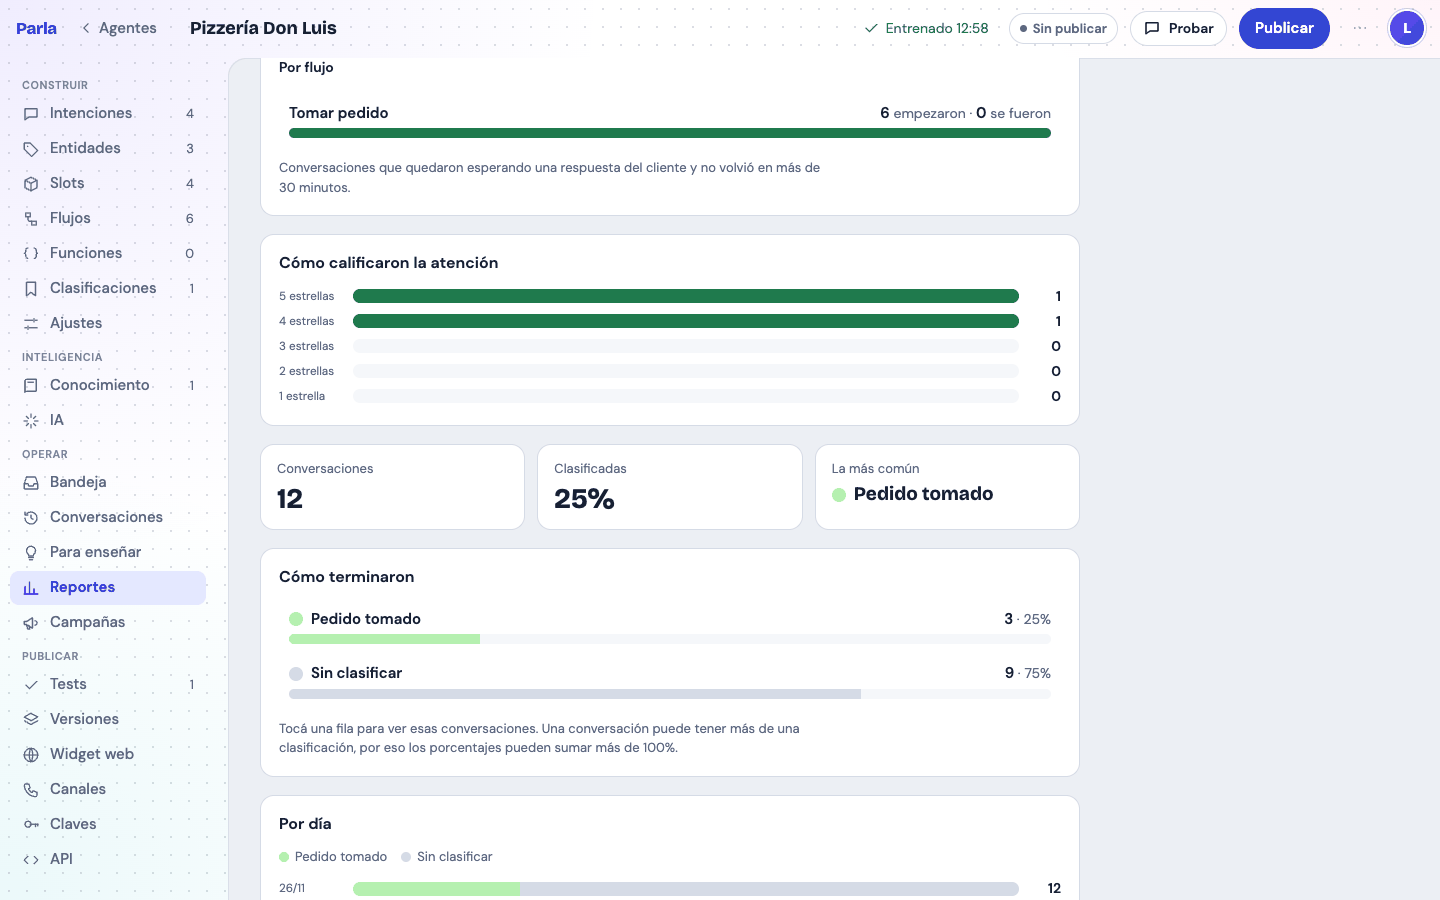 Parla
Agentes
Pizzería Don Luis
Entrenado 12:58
Sin publicar
Probar
Publicar
L
CONSTRUIR
Intenciones 4
Entidades 3
Slots 4
Flujos 6
Funciones 0
Clasificaciones 1
Ajustes
INTELIGENCIA
Conocimiento 1
IA
OPERAR
Bandeja
Conversaciones
Para enseñar
Reportes
Campañas
PUBLICAR
Tests 1
Versiones
Widget web
Canales
Claves
API
Por flujo
Tomar pedido 6 empezaron · 0 se fueron
Conversaciones que quedaron esperando una respuesta del cliente y no volvió en más de
30 minutos.
Cómo calificaron la atención
5 estrellas 1
4 estrellas 1
3 estrellas 0
2 estrellas 0
1 estrella 0
Conversaciones
12
Clasificadas
25%
La más común
Pedido tomado
Cómo terminaron
Pedido tomado 3 · 25%
Sin clasificar 9 · 75%
Tocá una fila para ver esas conversaciones. Una conversación puede tener más de una
clasificación, por eso los porcentajes pueden sumar más de 100%.
Por día
Pedido tomado Sin clasificar
26/11 12